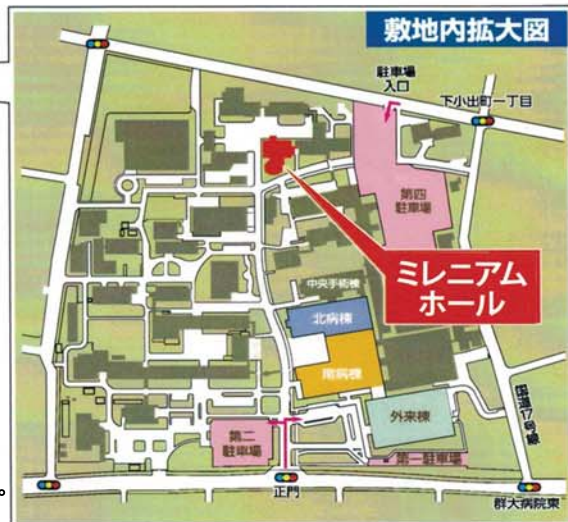 敷地内拡大図
駐車場
入口
下小出町一丁目
第四
駐車場
ミレニアム
ホール
中央手術棟
北病棟
南病棟
外来棟
国道17号線
第二
駐車場
第一駐車場
正門
群大病院東
。